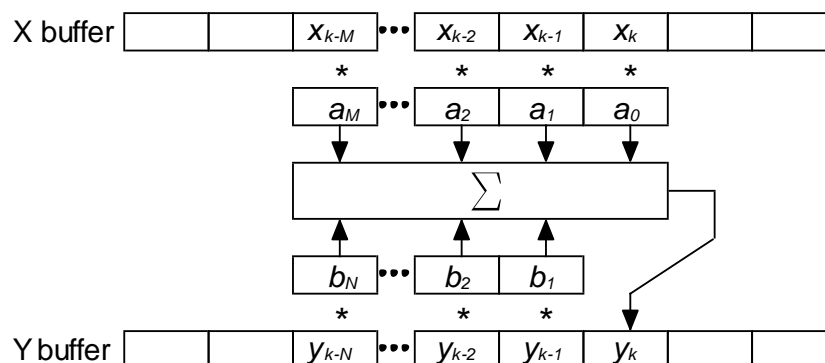 X buffer x_{k-M} ••• x_{k-2} x_{k-1} x_k
* * * *
a_M ••• a_2 a_1 a_0
∑
b_N ••• b_2 b_1
* * *
Y buffer y_{k-N} ••• y_{k-2} y_{k-1} y_k